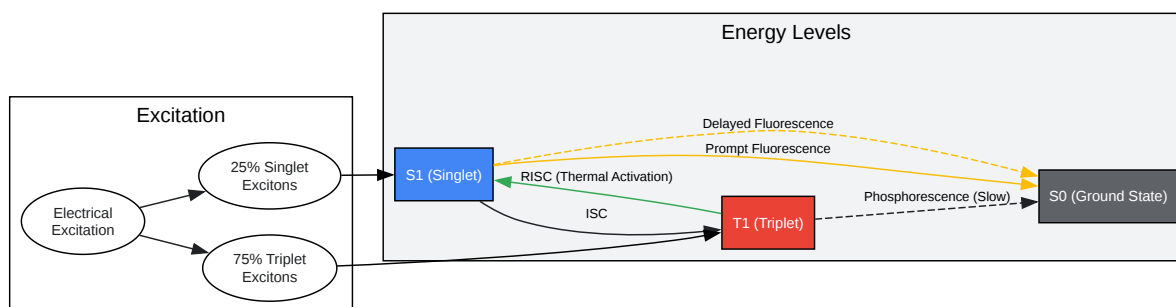 Energy Levels
Excitation
Delayed Fluorescence
Prompt Fluorescence
25% Singlet
Excitons
S1 (Singlet)
RISC (Thermal Activation)
Phosphorescence (Slow)
S0 (Ground State)
Electrical
Excitation
ISC
T1 (Triplet)
75% Triplet
Excitons